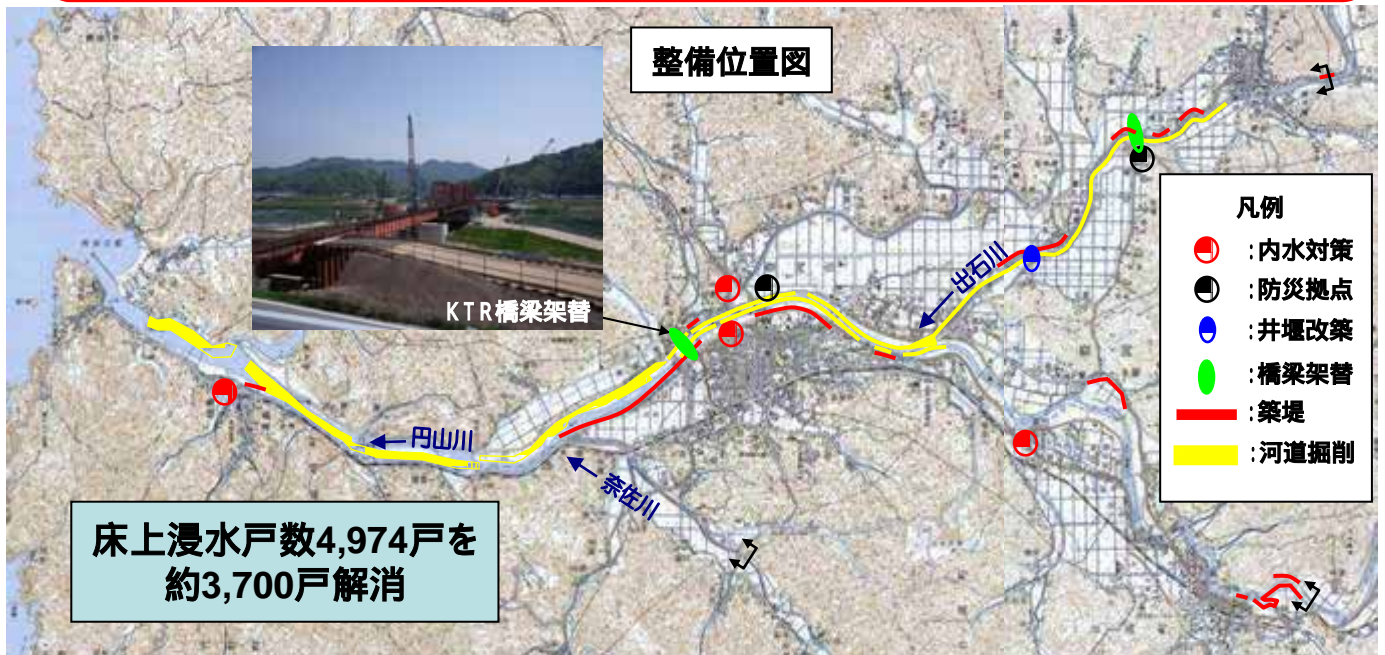 整備位置図
KTR橋梁架替
出石川
円山川
奈佐川
凡例
:内水対策
:防災拠点
:井堰改築
:橋梁架替
:築堤
:河道掘削
床上浸水戸数4,974戸を
約3,700戸解消